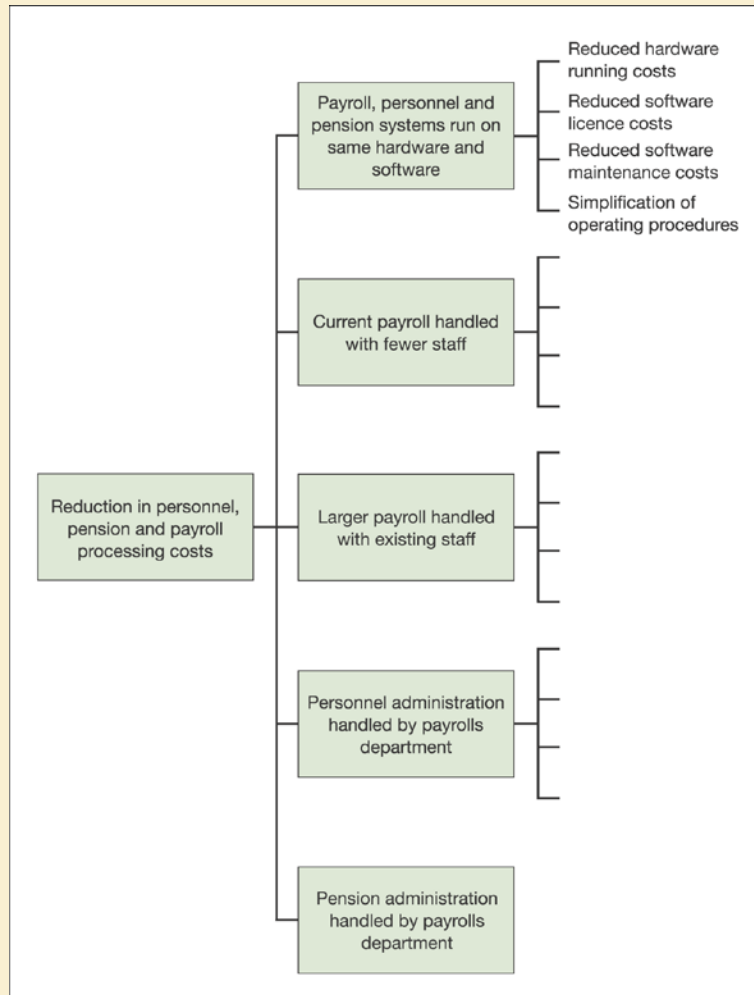 Reduced hardware
running costs
Payroll, personnel and
pension systems run on
same hardware and
software
Reduced software
licence costs
Reduced software
maintenance costs
Simplification of
operating procedures
Current payroll handled
with fewer staff
Reduction in personnel,
pension and payroll
processing costs
Larger payroll handled
with existing staff
Personnel administration
handled by payrolls
department
Pension administration
handled by payrolls
department